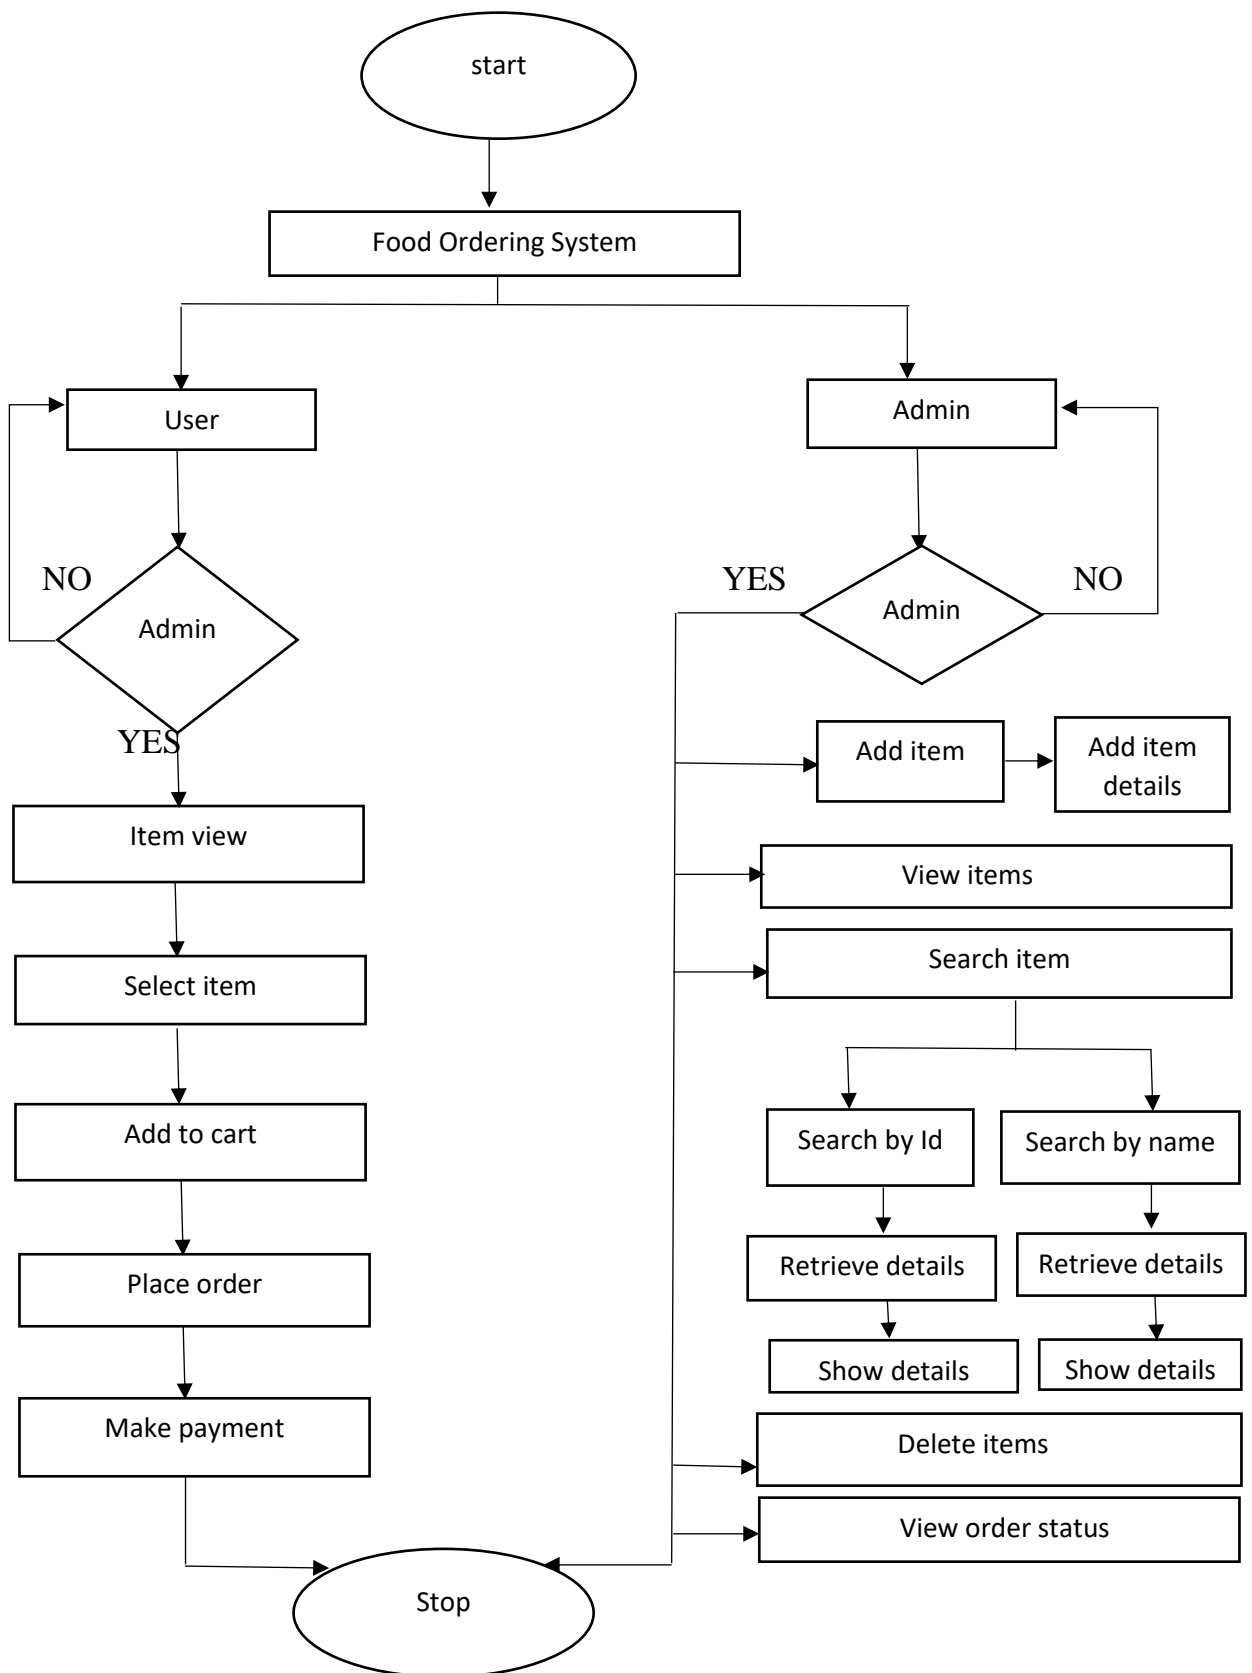 start
Food Ordering System
User
Admin
NO
Admin
YES
Admin
NO
YES
Add item
Add item
details
Item view
View items
Select item
Search item
Add to cart
Search by Id
Search by name
Place order
Retrieve details
Retrieve details
Show details
Show details
Make payment
Delete items
View order status
Stop